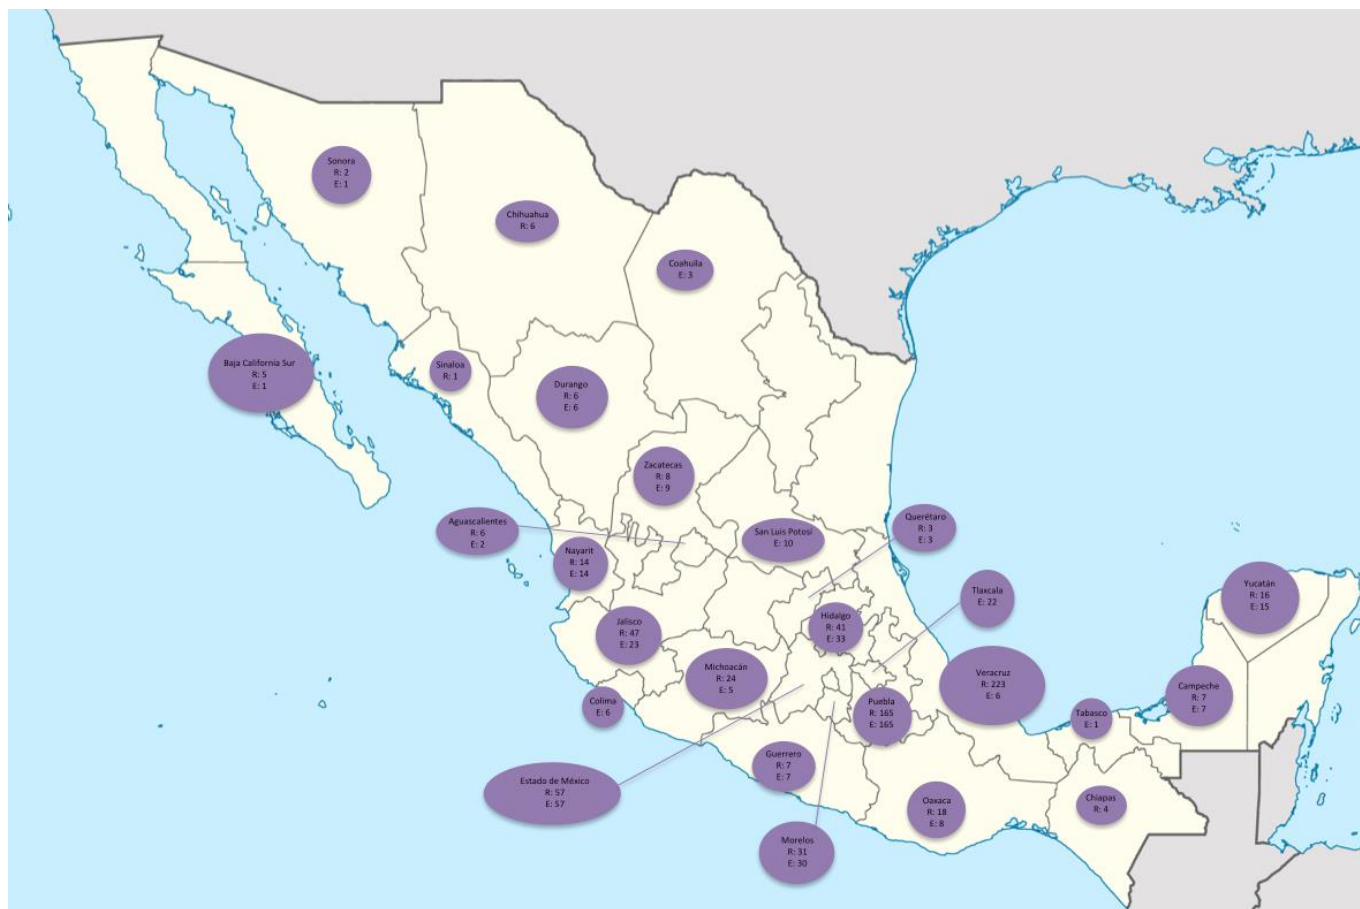 Sonora
R: 2
E: 1
Chihuahua
R: 6
Coahuila
E: 3
Baja California Sur
R: 5
E: 1
Sinaloa
R: 1
Durango
R: 6
E: 6
Zacatecas
R: 8
E: 9
Aguascalientes
R: 6
E: 2
San Luis Potosí
E: 10
Querétaro
R: 3
E: 3
Nayarit
R: 14
E: 14
Tlaxcala
E: 22
Yucatán
R: 16
E: 15
Jalisco
R: 47
E: 23
Hidalgo
R: 41
E: 33
Michoacán
R: 24
E: 5
Veracruz
R: 223
E: 6
Campeche
R: 7
E: 7
Colima
E: 6
Puebla
R: 165
E: 165
Tabasco
E: 1
Guerrero
R: 7
E: 7
Estado de México
R: 57
E: 57
Oaxaca
R: 18
E: 8
Chiapas
R: 4
Morelos
R: 31
E: 30